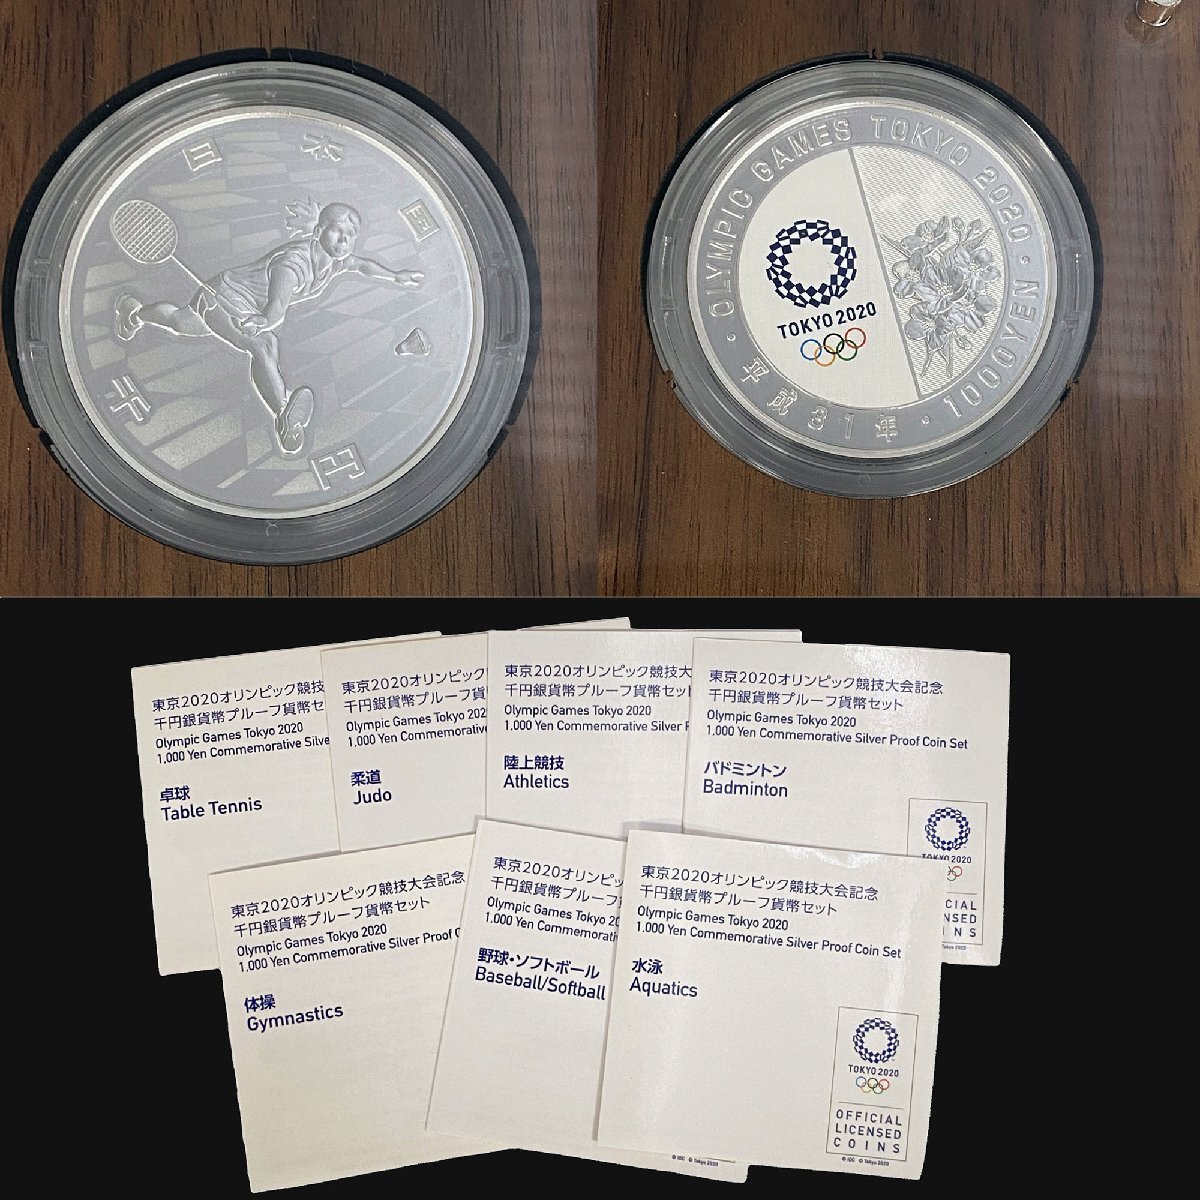 日本国
千円
OLYMPIC GAMES TOKYO 2020
平成31年・1000YEN
TOKYO 2020
東京2020オリンピック競技
千円銀貨幣プルーフ貨幣セ
Olympic Games Tokyo 2020
1,000 Yen Commemorative Silve
卓球
Table Tennis
東京2020オリンピック
千円銀貨幣プルーフ貨
Olympic Games Tokyo 202
1,000 Yen Commemorativ
柔道
Judo
東京2020オリンピック競技大
千円銀貨幣プルーフ貨幣セット
Olympic Games Tokyo 2020
1,000 Yen Commemorative Silver P
陸上競技
Athletics
東京2020オリンピック競技大会記念
千円銀貨幣プルーフ貨幣セット
Olympic Games Tokyo 2020
1,000 Yen Commemorative Silver Proof Coin Set
バドミントン
Badminton
TOKYO 2020
CIAL
NSED
INS
東京2020オリンピック競技大会記念
千円銀貨幣プルーフ貨幣セット
Olympic Games Tokyo 2020
1,000 Yen Commemorative Silver Proof C
体操
Gymnastics
東京2020オリンピッ
千円銀貨幣プルーフ
Olympic Games Tokyo 20
1,000 Yen Commemorati
野球・ソフトボール
Baseball/Softball
© IOC © Tokyo 2020
東京2020オリンピック競技大会記念
千円銀貨幣プルーフ貨幣セット
Olympic Games Tokyo 2020
1,000 Yen Commemorative Silver Proof Coin Set
水泳
Aquatics
TOKYO 2020
OFFICIAL
LICENSED
COINS
© IOC © Tokyo 2020